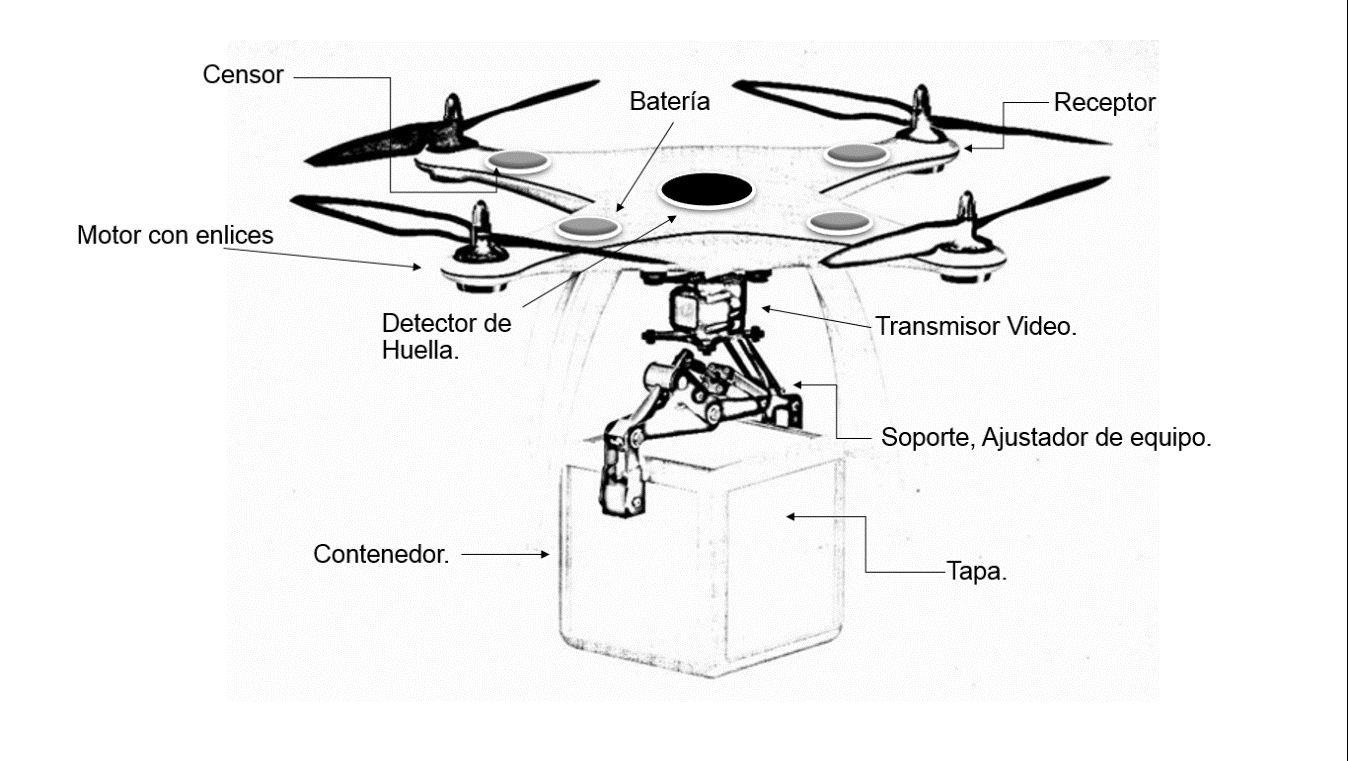 Censor
Batería
Receptor
Motor con enlices
Detector de
Huella.
Transmisor Video.
Soporte, Ajustador de equipo.
Contenedor.
Tapa.